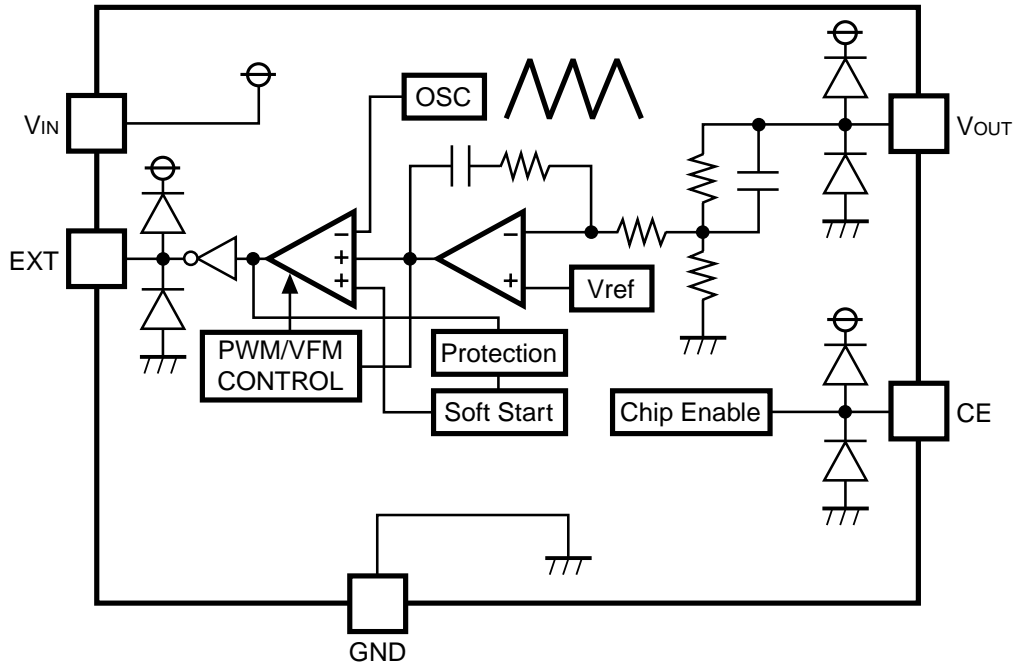 OSC
VIN
VOUT
−
+
+
−
+
EXT
Vref
PWM/VFM
CONTROL
Protection
Soft Start
Chip Enable
CE
GND